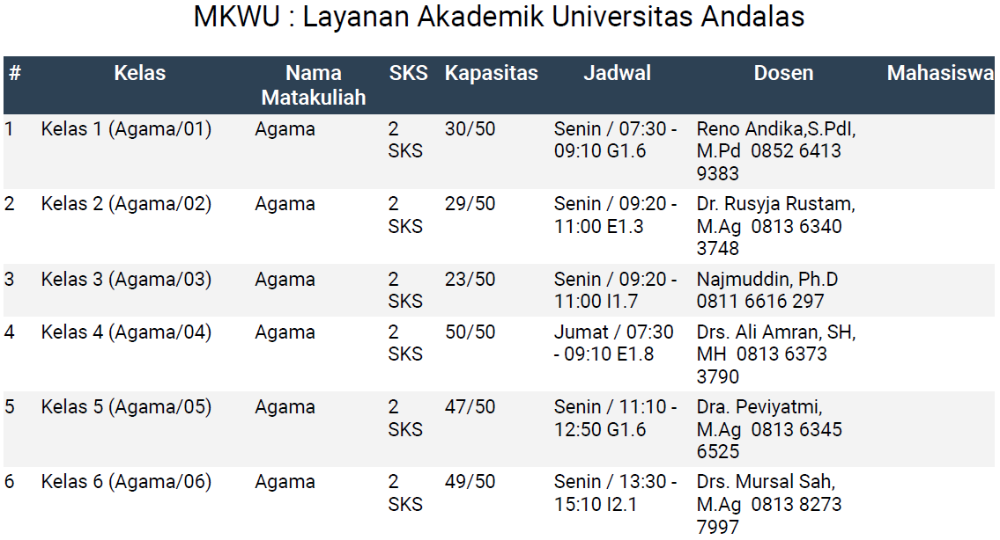 MKWU : Layanan Akademik Universitas Andalas
# Kelas Nama Matakuliah SKS Kapasitas Jadwal Dosen Mahasiswa
1 Kelas 1 (Agama/01) Agama 2 SKS 30/50 Senin / 07:30 - 09:10 G1.6 Reno Andika,S.PdI, M.Pd 0852 6413 9383
2 Kelas 2 (Agama/02) Agama 2 SKS 29/50 Senin / 09:20 - 11:00 E1.3 Dr. Rusyja Rustam, M.Ag 0813 6340 3748
3 Kelas 3 (Agama/03) Agama 2 SKS 23/50 Senin / 09:20 - 11:00 I1.7 Najmuddin, Ph.D 0811 6616 297
4 Kelas 4 (Agama/04) Agama 2 SKS 50/50 Jumat / 07:30 - 09:10 E1.8 Drs. Ali Amran, SH, MH 0813 6373 3790
5 Kelas 5 (Agama/05) Agama 2 SKS 47/50 Senin / 11:10 - 12:50 G1.6 Dra. Peviyatmi, M.Ag 0813 6345 6525
6 Kelas 6 (Agama/06) Agama 2 SKS 49/50 Senin / 13:30 - 15:10 I2.1 Drs. Mursal Sah, M.Ag 0813 8273 7997